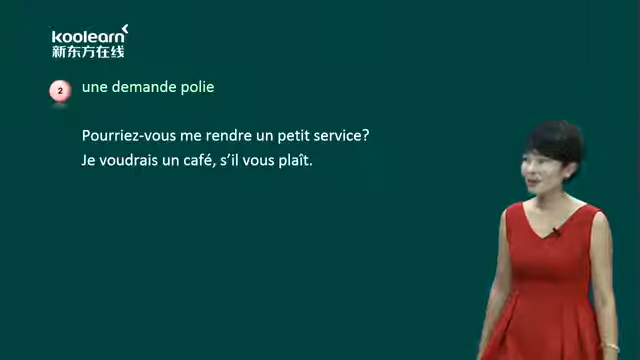 koolearn
新东方在线
2 une demande polie
Pourriez-vous me rendre un petit service?
Je voudrais un café, s'il vous plaît.